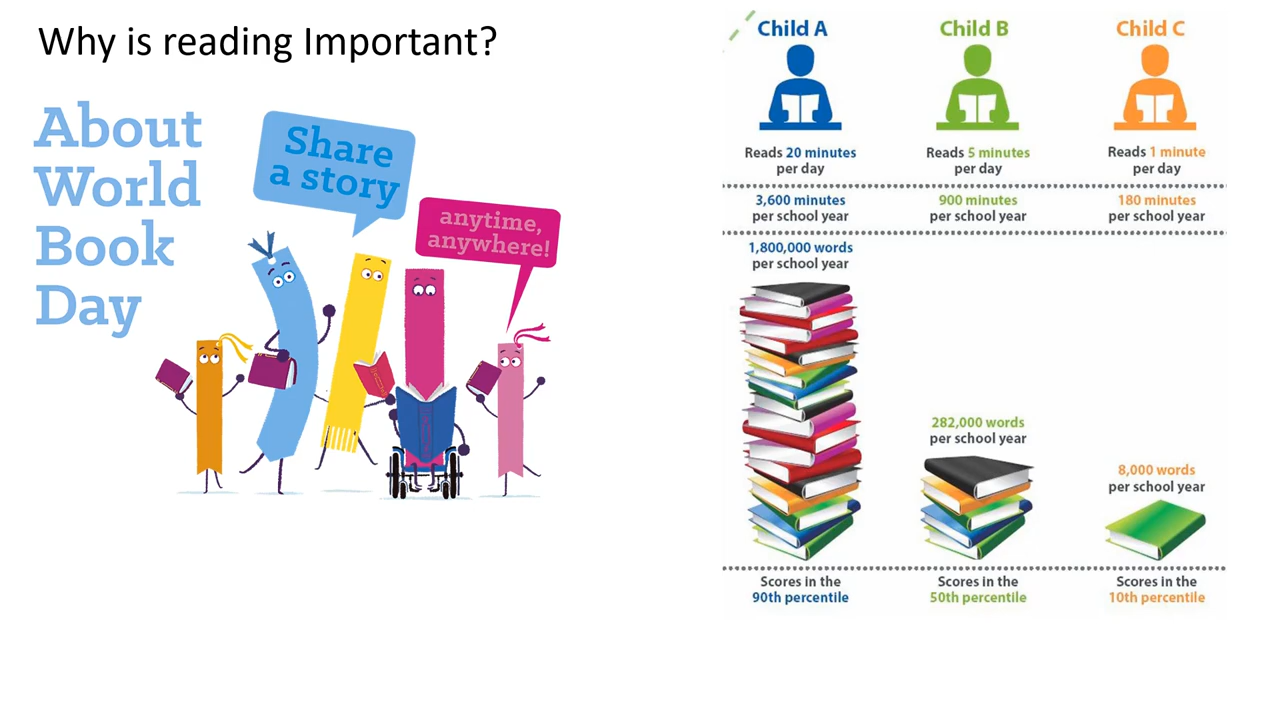 Why is reading Important?
About
World
Book
Day
Share
a story
anytime,
anywhere!
Child A
Reads 20 minutes
per day
3,600 minutes
per school year
1,800,000 words
per school year
Scores in the
90th percentile
Child B
Reads 5 minutes
per day
900 minutes
per school year
282,000 words
per school year
Scores in the
50th percentile
Child C
Reads 1 minute
per day
180 minutes
per school year
8,000 words
per school year
Scores in the
10th percentile